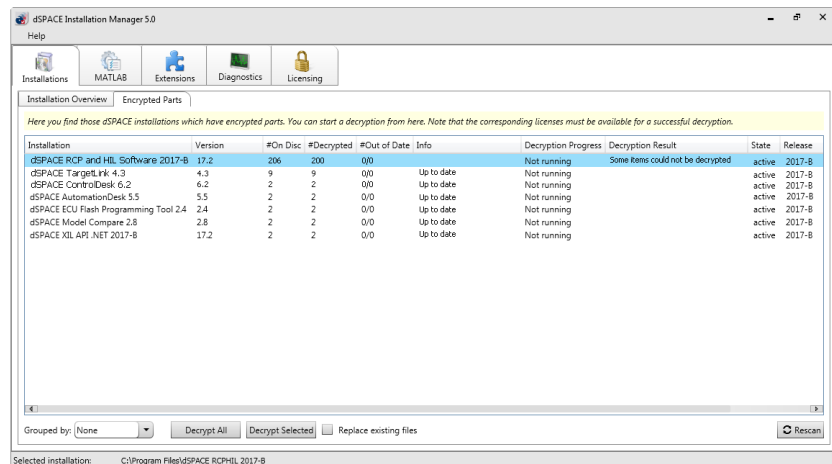 dSPACE Installation Manager 5.0
Help
Installations MATLAB Extensions Diagnostics Licensing
Installation Overview Encrypted Parts
Here you find those dSPACE installations which have encrypted parts. You can start a decryption from here. Note that the corresponding licenses must be available for a successful decryption.
Installation Version #On Disc #Decrypted #Out of Date Info Decryption Progress Decryption Result State Release
dSPACE RCP and HIL Software 2017-B 17.2 206 200 0/0 Not running Some items could not be decrypted active 2017-B
dSPACE TargetLink 4.3 4.3 9 9 0/0 Up to date Not running active 2017-B
dSPACE ControlDesk 6.2 6.2 2 2 0/0 Up to date Not running active 2017-B
dSPACE AutomationDesk 5.5 5.5 2 2 0/0 Up to date Not running active 2017-B
dSPACE ECU Flash Programming Tool 2.4 2.4 2 2 0/0 Up to date Not running active 2017-B
dSPACE Model Compare 2.8 2.8 2 2 0/0 Up to date Not running active 2017-B
dSPACE XIL API .NET 2017-B 17.2 2 2 0/0 Up to date Not running active 2017-B
Grouped by: None Decrypt All Decrypt Selected Replace existing files Rescan
Selected installation: C:\Program Files\dSPACE RCPHIL 2017-B